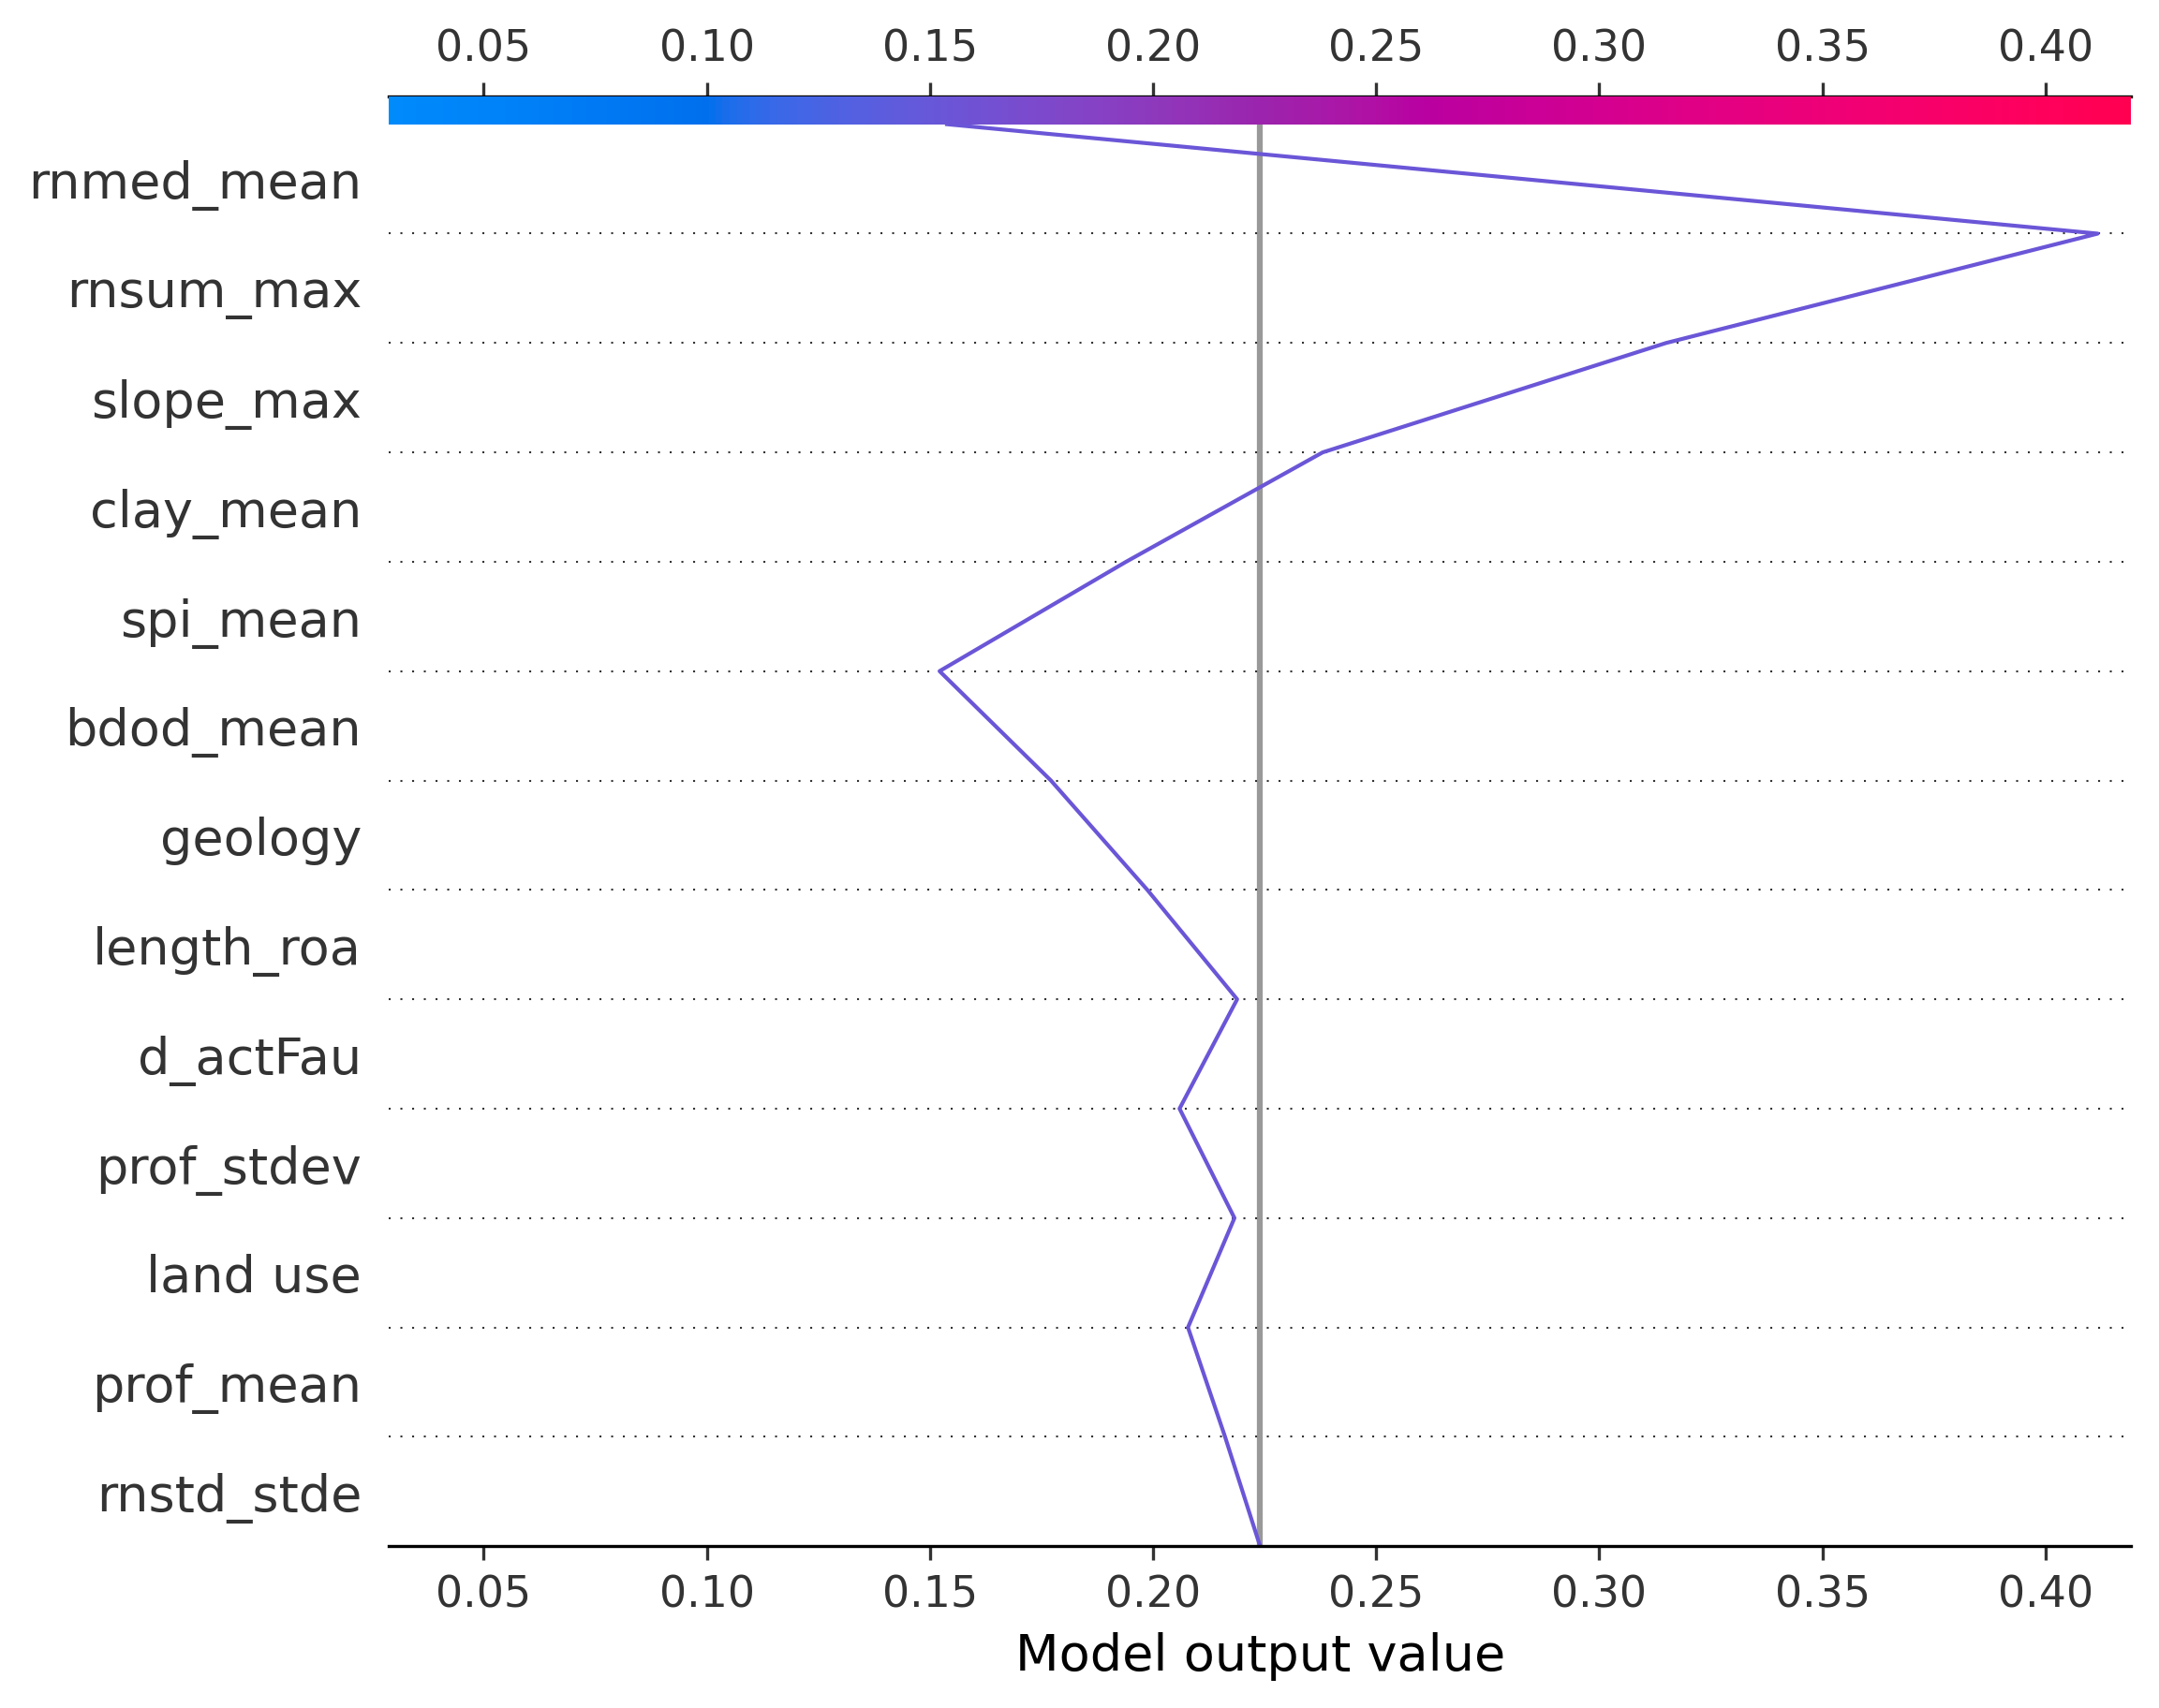 0.05 0.10 0.15 0.20 0.25 0.30 0.35 0.40
rnmed_mean
rnsum_max
slope_max
clay_mean
spi_mean
bdod_mean
geology
length_roa
d_actFau
prof_stdev
land use
prof_mean
rnstd_stde
0.05 0.10 0.15 0.20 0.25 0.30 0.35 0.40
Model output value